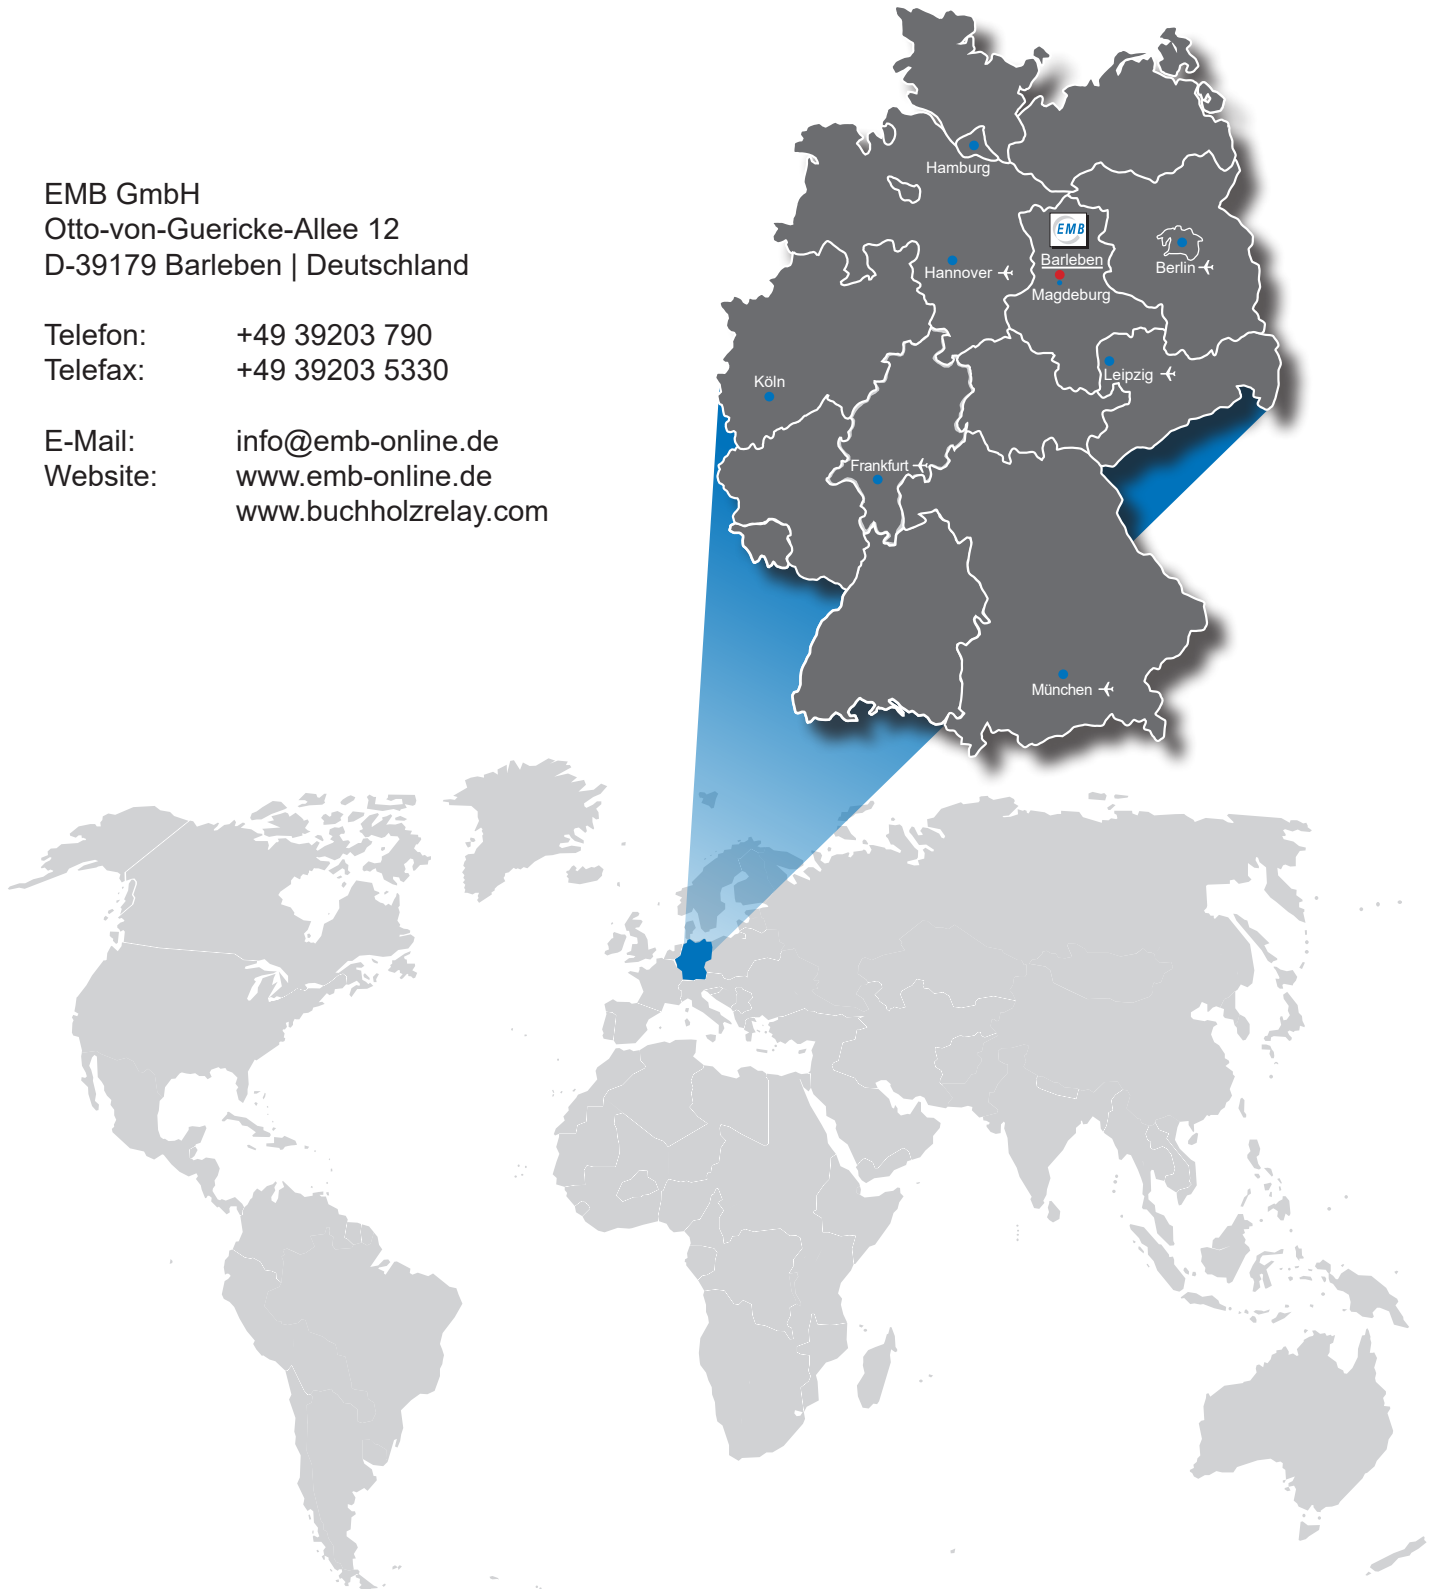 EMB GmbH
Otto-von-Guericke-Allee 12
D-39179 Barleben | Deutschland
Telefon: +49 39203 790
Telefax: +49 39203 5330
E-Mail: info@emb-online.de
Website: www.emb-online.de
www.buchholzrelay.com
Hamburg
EMB
Barleben
Magdeburg
Hannover
Berlin
Leipzig
Köln
Frankfurt
München